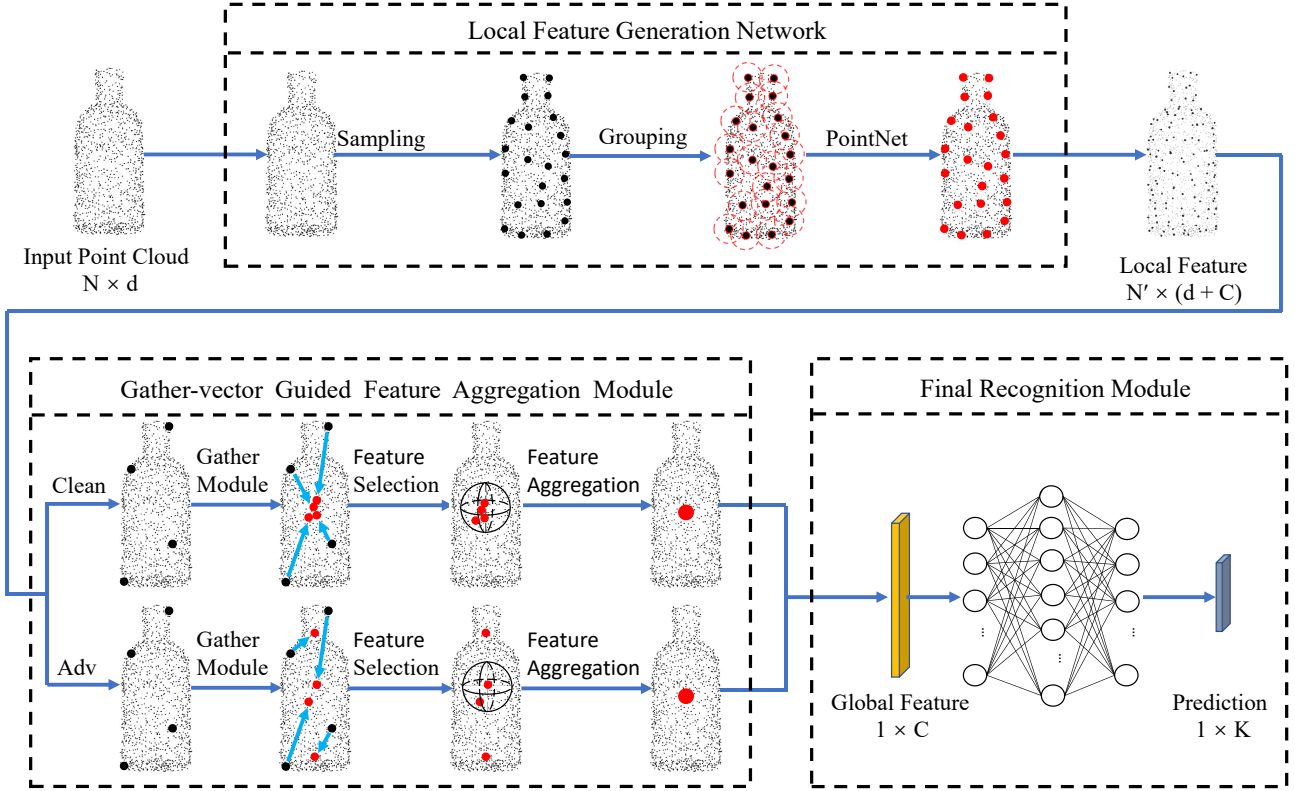 Local Feature Generation Network
Sampling
Grouping
PointNet
Input Point Cloud
N × d
Local Feature
N′ × (d + C)
Gather-vector Guided Feature Aggregation Module
Clean
Gather
Module
Feature
Selection
Feature
Aggregation
Adv
Gather
Module
Feature
Selection
Feature
Aggregation
Final Recognition Module
...
...
...
Global Feature
1 × C
Prediction
1 × K